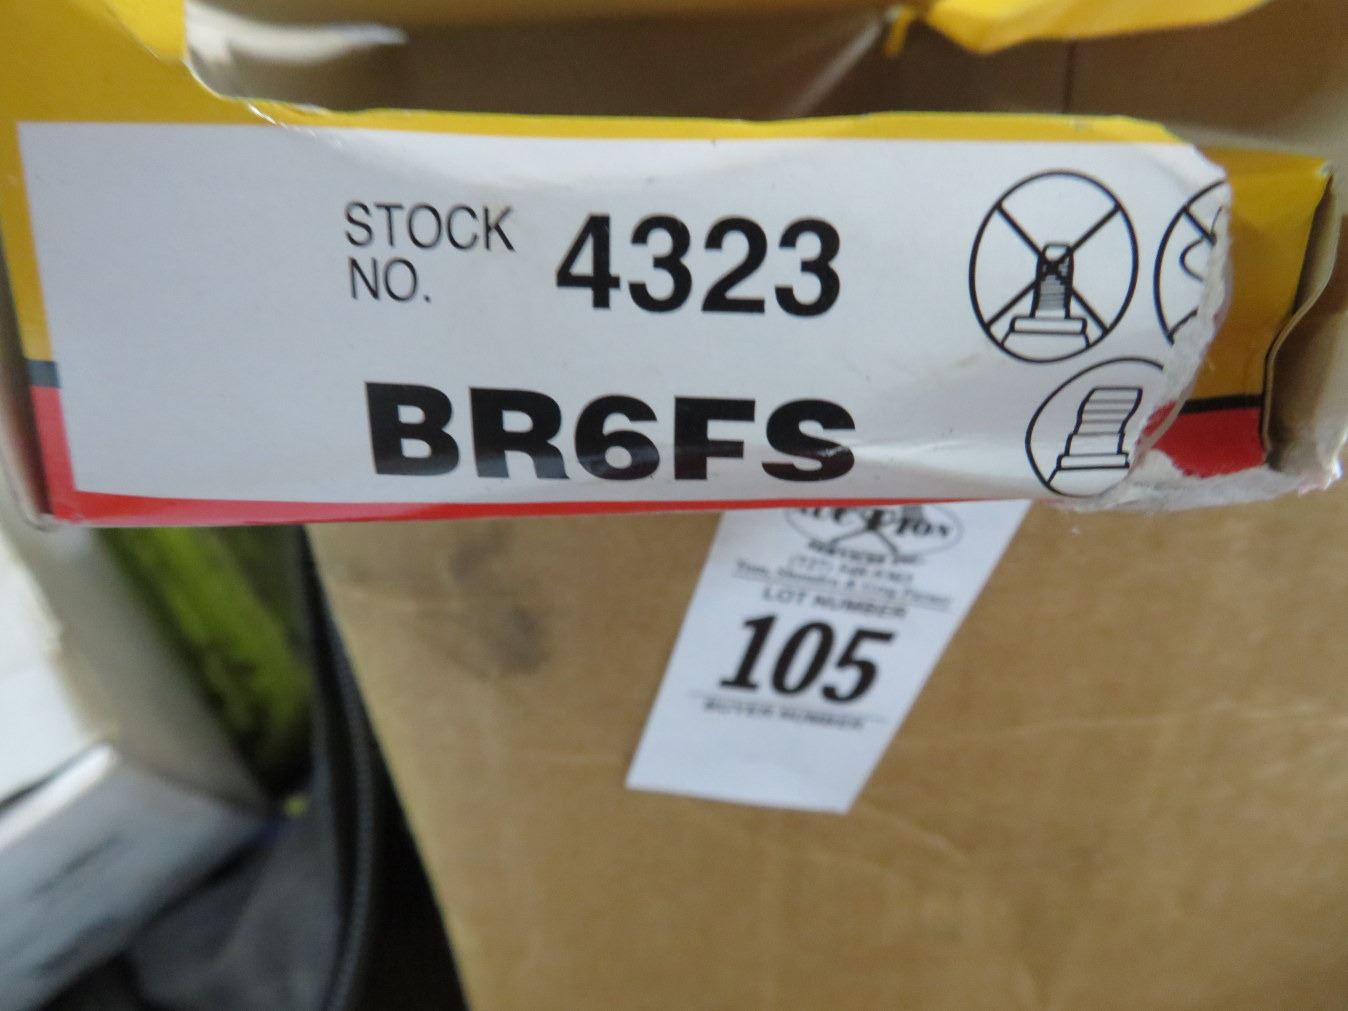 STOCK
NO. 4323
BR6FS
LOT NUMBER
105
BUYER NUMBER